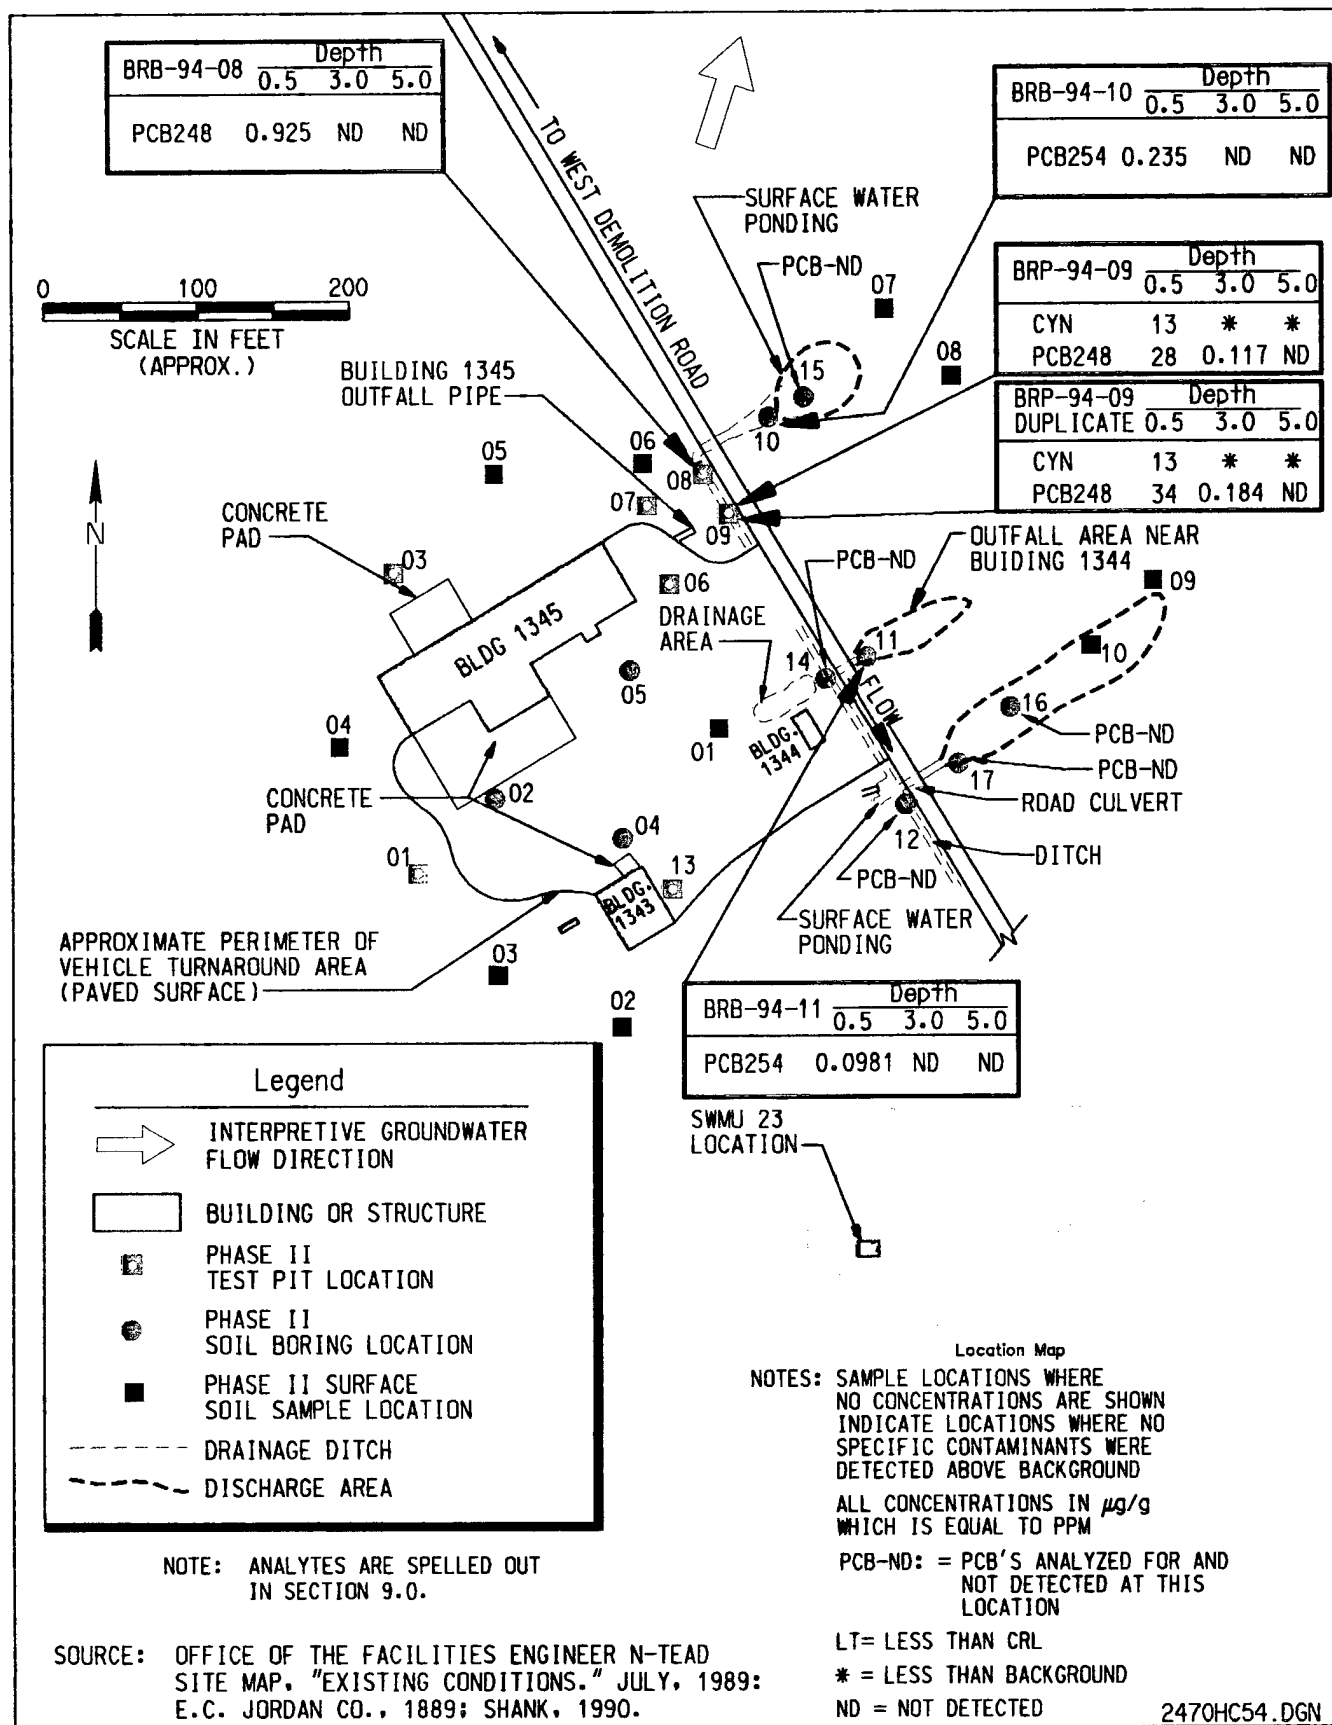 BRB-94-08 Depth
0.5 3.0 5.0
PCB248 0.925 ND ND
BRB-94-10 Depth
0.5 3.0 5.0
PCB254 0.235 ND ND
TO WEST DEMOLITION ROAD
SURFACE WATER
PONDING
PCB-ND
07
BRP-94-09 Depth
0.5 3.0 5.0
CYN 13 * *
PCB248 28 0.117 ND
BRP-94-09 Depth
DUPLICATE 0.5 3.0 5.0
CYN 13 * *
PCB248 34 0.184 ND
0 100 200
SCALE IN FEET
(APPROX.)
08
15
10
BUILDING 1345
OUTFALL PIPE
05
06
08
07
09
N
CONCRETE
PAD
03
06
PCB-ND
OUTFALL AREA NEAR
BUIDING 1344
09
DRAINAGE
AREA
BLDG 1345
05
14
11
10
FLOW
16
04
01
BLDG.
1344
PCB-ND
PCB-ND
17
CONCRETE
PAD
02
ROAD CULVERT
04
12
DITCH
01
13
PCB-ND
BLDG.
1343
SURFACE WATER
PONDING
APPROXIMATE PERIMETER OF
VEHICLE TURNAROUND AREA
(PAVED SURFACE)
03
02
BRB-94-11 Depth
0.5 3.0 5.0
PCB254 0.0981 ND ND
SWMU 23
LOCATION
Legend
INTERPRETIVE GROUNDWATER
FLOW DIRECTION
BUILDING OR STRUCTURE
PHASE II
TEST PIT LOCATION
PHASE II
SOIL BORING LOCATION
PHASE II SURFACE
SOIL SAMPLE LOCATION
DRAINAGE DITCH
DISCHARGE AREA
NOTE: ANALYTES ARE SPELLED OUT
IN SECTION 9.0.
SOURCE: OFFICE OF THE FACILITIES ENGINEER N-TEAD
SITE MAP. "EXISTING CONDITIONS." JULY, 1989:
E.C. JORDAN CO., 1889; SHANK, 1990.
Location Map
NOTES: SAMPLE LOCATIONS WHERE
NO CONCENTRATIONS ARE SHOWN
INDICATE LOCATIONS WHERE NO
SPECIFIC CONTAMINANTS WERE
DETECTED ABOVE BACKGROUND
ALL CONCENTRATIONS IN µg/g
WHICH IS EQUAL TO PPM
PCB-ND: = PCB'S ANALYZED FOR AND
NOT DETECTED AT THIS
LOCATION
LT= LESS THAN CRL
* = LESS THAN BACKGROUND
ND = NOT DETECTED
2470HC54.DGN